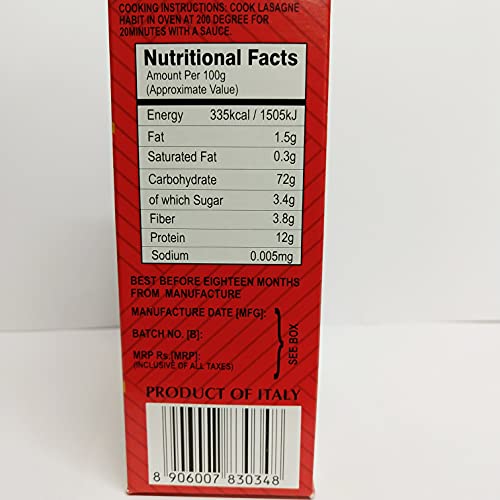 COOKING INSTRUCTIONS: COOK LASAGNE
HABIT IN OVEN AT 200 DEGREE FOR
20MINUTES WITH A SAUCE.
Nutritional Facts
Amount Per 100g
(Approximate Value)
Energy 335kcal / 1505kJ
Fat 1.5g
Saturated Fat 0.3g
Carbohydrate 72g
of which Sugar 3.4g
Fiber 3.8g
Protein 12g
Sodium 0.005mg
BEST BEFORE EIGHTEEN MONTHS
FROM MANUFACTURE
MANUFACTURE DATE [MFG]:
BATCH NO. [B]:
MRP Rs.[MRP]:
(INCLUSIVE OF ALL TAXES)
SEE BOX
PRODUCT OF ITALY
8 906007 830348